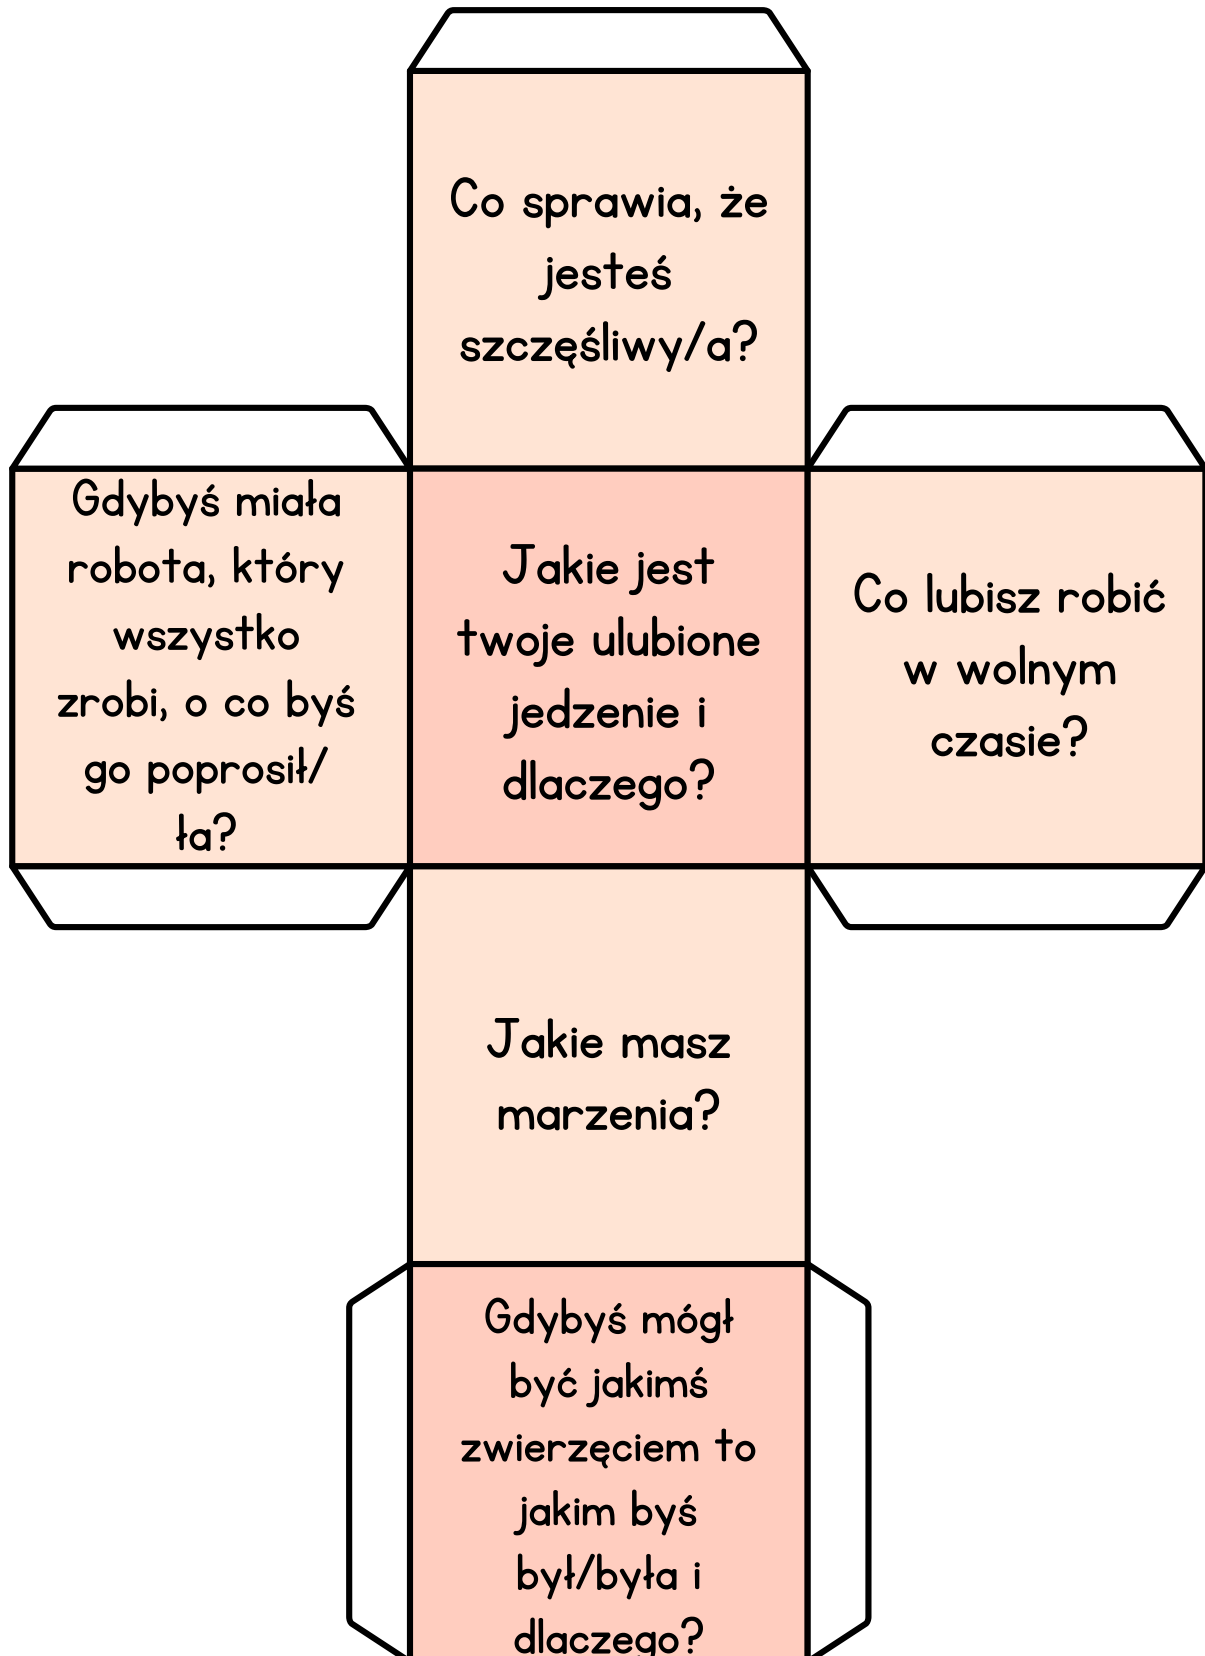 Co sprawia, że
jesteś
szczęśliwy/a?
Gdybyś miała
robota, który
wszystko
zrobi, o co byś
go poprosił/
ła?
Jakie jest
twoje ulubione
jedzenie i
dlaczego?
Co lubisz robić
w wolnym
czasie?
Jakie masz
marzenia?
Gdybyś mógł
być jakimś
zwierzęciem to
jakim byś
był/była i
dlaczego?